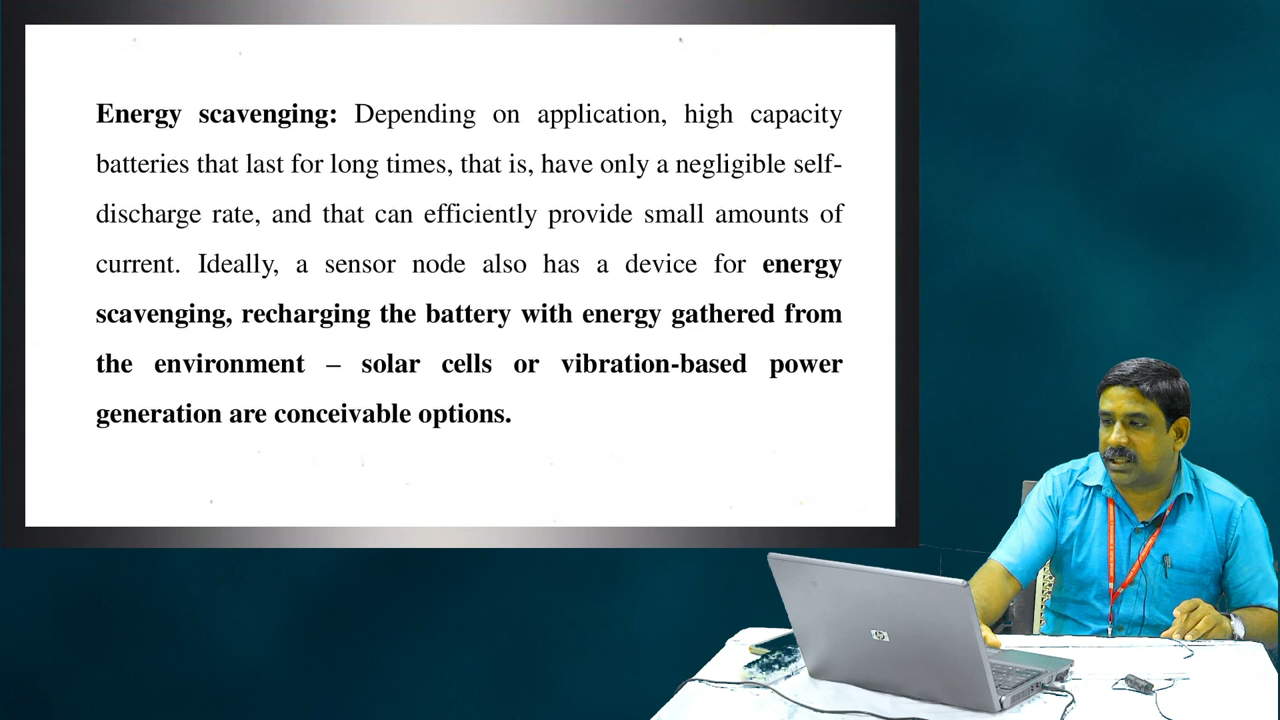 Energy scavenging: Depending on application, high capacity
batteries that last for long times, that is, have only a negligible self-
discharge rate, and that can efficiently provide small amounts of
current. Ideally, a sensor node also has a device for energy
scavenging, recharging the battery with energy gathered from
the environment – solar cells or vibration-based power
generation are conceivable options.
hp